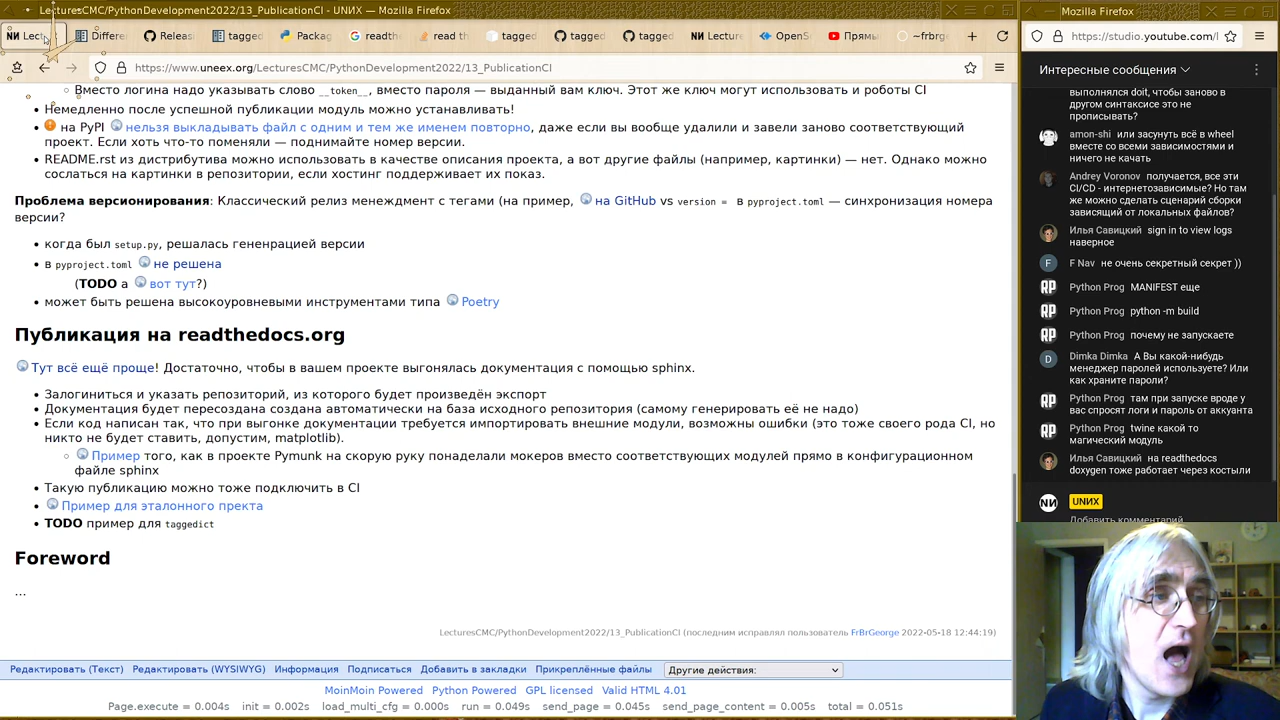 LecturesCMC/PythonDevelopment2022/13_PublicationCI - UNИX — Mozilla Firefox
NИ Lect
Differe
Releas
tagged
Packag
readthe
read th
tagged
tagged
tagged
NИ Lecture
OpenS
Прямы
~frbrge
https://www.uneex.org/LecturesCMC/PythonDevelopment2022/13_PublicationCI
Вместо логина надо указывать слово __token__, вместо пароля — выданный вам ключ. Этот же ключ могут использовать и роботы CI
Немедленно после успешной публикации модуль можно устанавливать!
на PyPI нельзя выкладывать файл с одним и тем же именем повторно, даже если вы вообще удалили и завели заново соответствующий
проект. Если хоть что-то поменяли — поднимайте номер версии.
README.rst из дистрибутива можно использовать в качестве описания проекта, а вот другие файлы (например, картинки) — нет. Однако можно
сослаться на картинки в репозитории, если хостинг поддерживает их показ.
Проблема версионирования: Классический релиз менеждмент с тегами (на пример, на GitHub vs version = в pyproject.toml — синхронизация номера
версии?
когда был setup.py, решалась гененрацией версии
в pyproject.toml не решена
(TODO а вот тут?)
может быть решена высокоуровневыми инструментами типа Poetry
Публикация на readthedocs.org
Тут всё ещё проще! Достаточно, чтобы в вашем проекте выгонялась документация с помощью sphinx.
Залогиниться и указать репозиторий, из которого будет произведён экспорт
Документация будет пересоздана создана автоматически на база исходного репозитория (самому генерировать её не надо)
Если код написан так, что при выгонке документации требуется импортировать внешние модули, возможны ошибки (это тоже своего рода CI, но
никто не будет ставить, допустим, matplotlib).
Пример того, как в проекте Pymunk на скорую руку понаделали мокеров вместо соответствующих модулей прямо в конфигурационном
файле sphinx
Такую публикацию можно тоже подключить в CI
Пример для эталонного пректа
TODO пример для taggedict
Foreword
...
LecturesCMC/PythonDevelopment2022/13_PublicationCI (последним исправлял пользователь FrBrGeorge 2022-05-18 12:44:19)
Редактировать (Текст) Редактировать (WYSIWYG) Информация Подписаться Добавить в закладки Прикреплённые файлы Другие действия:
MoinMoin Powered Python Powered GPL licensed Valid HTML 4.01
Page.execute = 0.004s init = 0.002s load_multi_cfg = 0.000s run = 0.049s send_page = 0.045s send_page_content = 0.005s total = 0.051s
Mozilla Firefox
https://studio.youtube.com/l
Интересные сообщения
выполнялся doit, чтобы заново в
другом синтаксисе это не
прописывать?
amon-shi или засунуть всё в wheel
вместе со всеми зависимостями и
ничего не качать
Andrey Voronov получается, все эти
CI/CD - интернетозависимые? Но там
же можно сделать сценарий сборки
зависящий от локальных файлов?
Илья Савицкий sign in to view logs
наверное
F Nav не очень секретный секрет ))
Python Prog MANIFEST еще
Python Prog python -m build
Python Prog почему не запускаете
Dimka Dimka А Вы какой-нибудь
менеджер паролей используете? Или
как храните пароли?
Python Prog там при запуске вроде у
вас спросят логи и пароль от аккуанта
Python Prog twine какой то
магический модуль
Илья Савицкий на readthedocs
doxygen тоже работает через костыли
NИ UNИX
Добавить комментарий